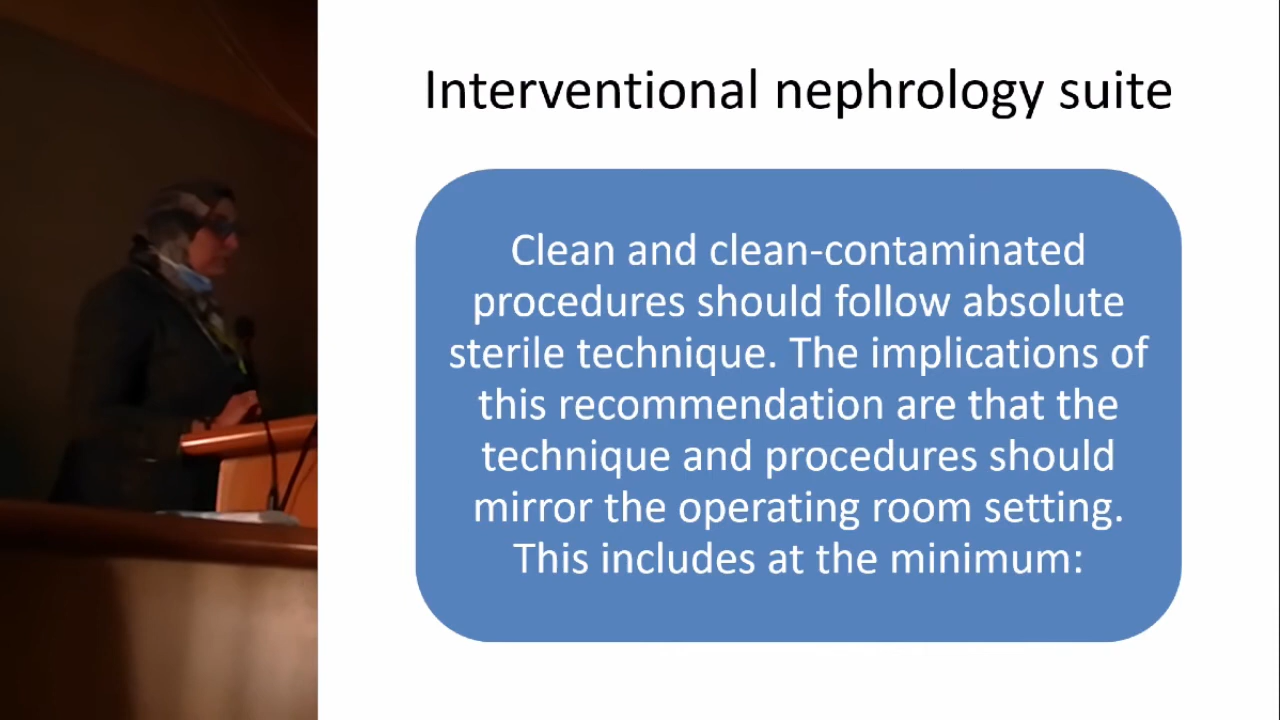 Interventional nephrology suite
Clean and clean-contaminated
procedures should follow absolute
sterile technique. The implications of
this recommendation are that the
technique and procedures should
mirror the operating room setting.
This includes at the minimum: